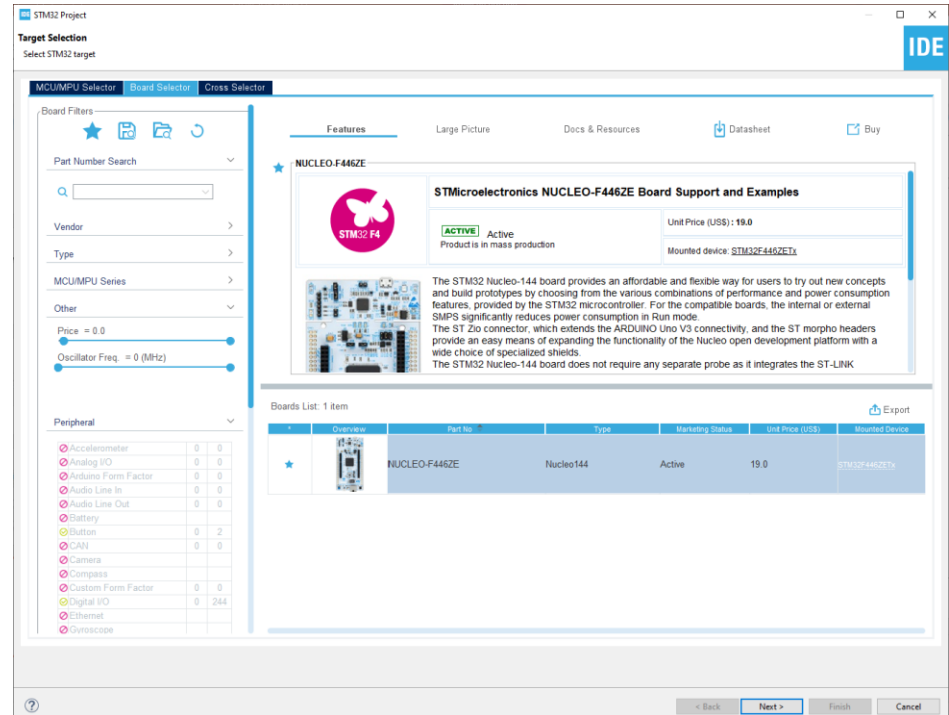 IDE STM32 Project
Target Selection
Select STM32 target
IDE
MCU/MPU Selector Board Selector Cross Selector
Board Filters
Part Number Search
Vendor
Type
MCU/MPU Series
Other
Price = 0.0
Oscillator Freq. = 0 (MHz)
Peripheral
Accelerometer 0 0
Analog I/O 0 0
Arduino Form Factor 0 0
Audio Line In 0 0
Audio Line Out 0 0
Battery
Button 0 2
CAN 0 0
Camera
Compass
Custom Form Factor 0 0
Digital I/O 0 244
Ethernet
Gyroscope
Features Large Picture Docs & Resources Datasheet Buy
NUCLEO-F446ZE
STM32 F4
STMicroelectronics NUCLEO-F446ZE Board Support and Examples
ACTIVE Active
Product is in mass production
Unit Price (US$) : 19.0
Mounted device: STM32F446ZETx
The STM32 Nucleo-144 board provides an affordable and flexible way for users to try out new concepts
and build prototypes by choosing from the various combinations of performance and power consumption
features, provided by the STM32 microcontroller. For the compatible boards, the internal or external
SMPS significantly reduces power consumption in Run mode.
The ST Zio connector, which extends the ARDUINO Uno V3 connectivity, and the ST morpho headers
provide an easy means of expanding the functionality of the Nucleo open development platform with a
wide choice of specialized shields.
The STM32 Nucleo-144 board does not require any separate probe as it integrates the ST-LINK
Boards List: 1 item
Export
* Overview Part No Type Marketing Status Unit Price (US$) Mounted Device
NUCLEO-F446ZE Nucleo144 Active 19.0 STM32F446ZETx
? < Back Next > Finish Cancel